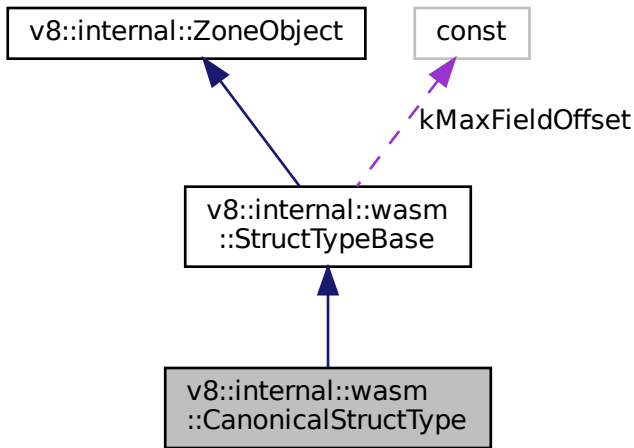 v8::internal::ZoneObject
const
kMaxFieldOffset
v8::internal::wasm
::StructTypeBase
v8::internal::wasm
::CanonicalStructType